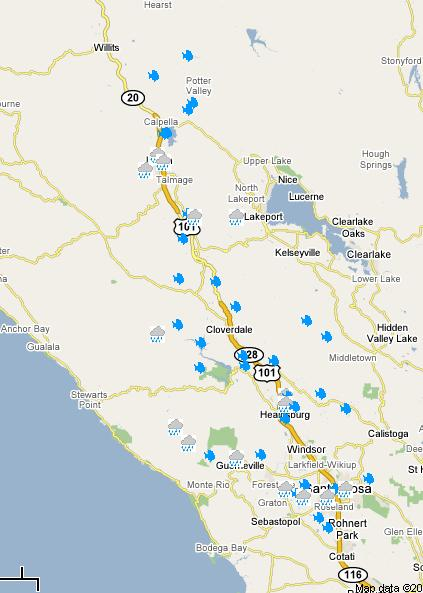 Hearst
Willits
Stonyford
Potter
Valley
20
Calpella
Upper Lake
Hough
Springs
Nice
Talmage
North
Lakeport
Lucerne
101
Lakeport
Clearlake
Oaks
Kelseyville
Clearlake
Lower Lake
Anchor Bay
Gualala
Cloverdale
Hidden
Valley Lake
128
Middletown
101
Stewarts
Point
Healdsburg
Calistoga
Windsor
Larkfield-Wikiup
Guerneville
St H
Monte Rio
Forest
Santa Rosa
Graton
Roseland
Sebastopol
Rohnert
Park
Glen Elle
Bodega Bay
Cotati
116
Map data ©20